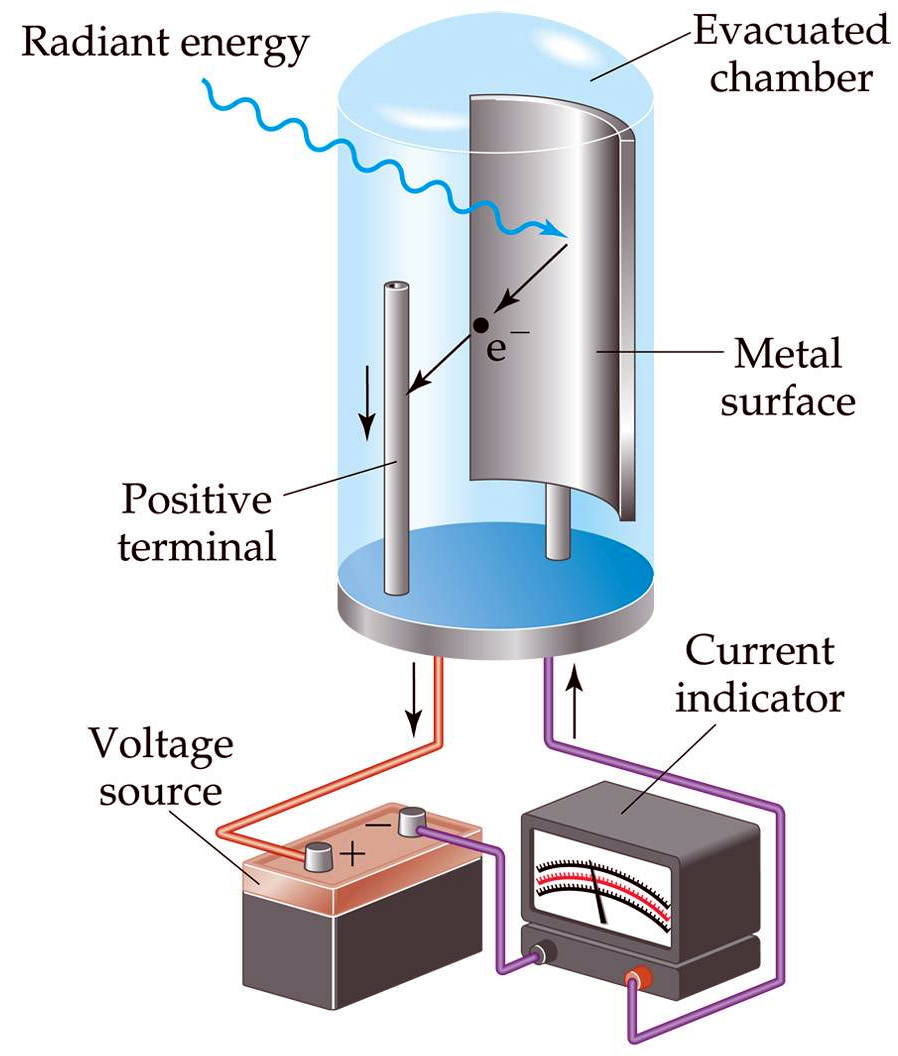 Radiant energy
Evacuated
chamber
e−
Metal
surface
Positive
terminal
Current
indicator
Voltage
source
−
+